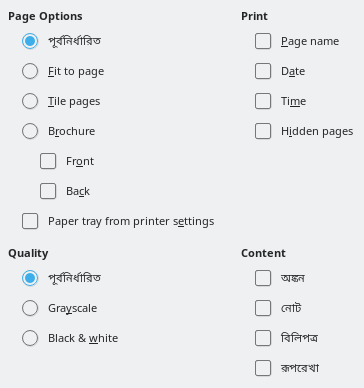 Page Options
পূর্বনির্ধারিত
Fit to page
Tile pages
Brochure
Front
Back
Paper tray from printer settings
Print
Page name
Date
Time
Hidden pages
Quality
পূর্বনির্ধারিত
Grayscale
Black & white
Content
অঙ্কন
নোট
বিলিপত্র
রূপরেখা